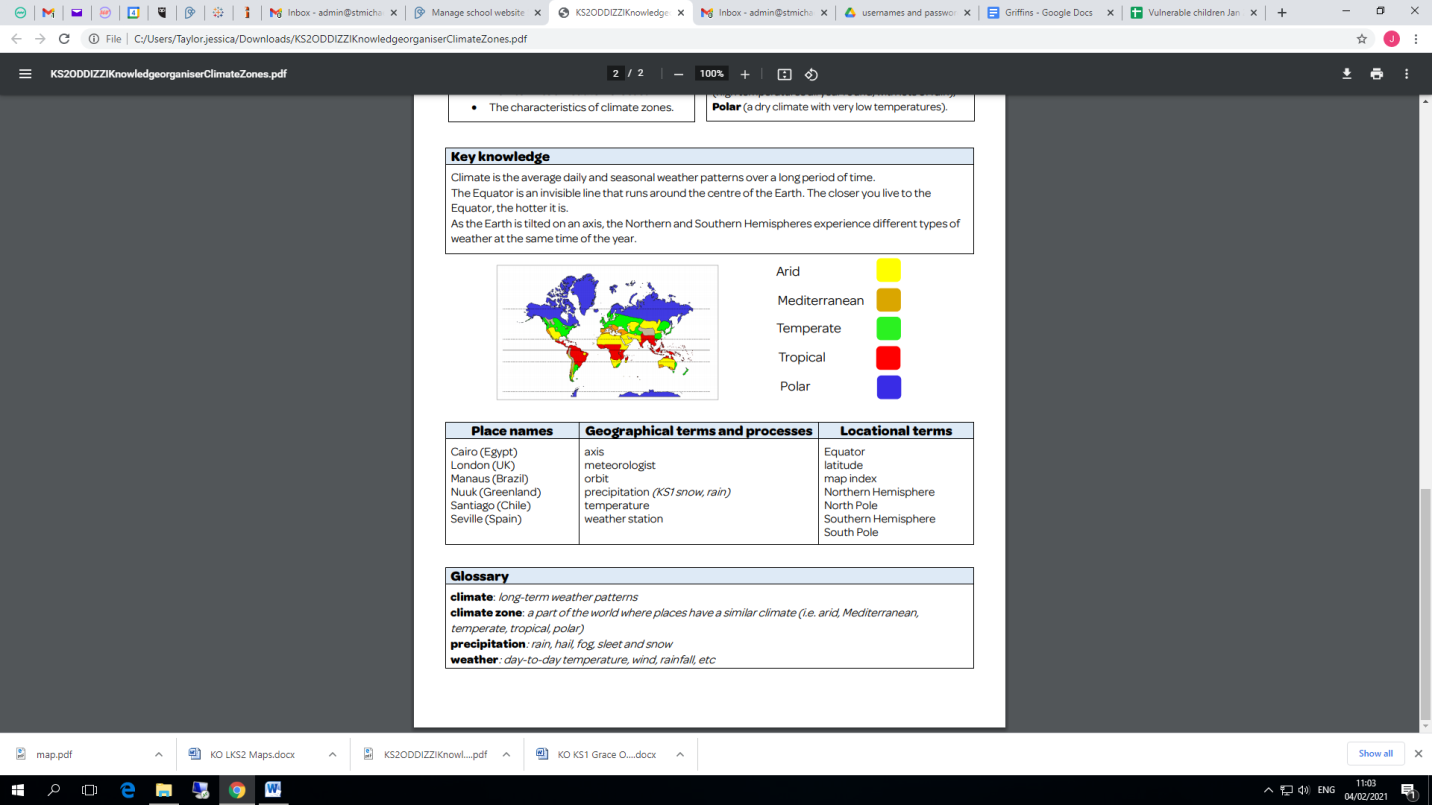 Inbox - admin@stmicha
Manage school website
KS2ODDIZZIKnowledge
Inbox - admin@stmicha
usernames and passwor
Griffins - Google Docs
Vulnerable children Jan
File | C:/Users/Taylor.jessica/Downloads/KS2ODDIZZIKnowledgeorganiserClimateZones.pdf
J
KS2ODDIZZIKnowledgeorganiserClimateZones.pdf
2 / 2
100%
• The characteristics of climate zones.
Polar (a dry climate with very low temperatures).
Key knowledge
Climate is the average daily and seasonal weather patterns over a long period of time.
The Equator is an invisible line that runs around the centre of the Earth. The closer you live to the
Equator, the hotter it is.
As the Earth is tilted on an axis, the Northern and Southern Hemispheres experience different types of
weather at the same time of the year.
Arid
Mediterranean
Temperate
Tropical
Polar
Place names
Cairo (Egypt)
London (UK)
Manaus (Brazil)
Nuuk (Greenland)
Santiago (Chile)
Seville (Spain)
Geographical terms and processes
axis
meteorologist
orbit
precipitation (KS1 snow, rain)
temperature
weather station
Locational terms
Equator
latitude
map index
Northern Hemisphere
North Pole
Southern Hemisphere
South Pole
Glossary
climate: long-term weather patterns
climate zone: a part of the world where places have a similar climate (i.e. arid, Mediterranean,
temperate, tropical, polar)
precipitation: rain, hail, fog, sleet and snow
weather: day-to-day temperature, wind, rainfall, etc
map.pdf
KO LKS2 Maps.docx
KS2ODDIZZIKnowl....pdf
KO KS1 Grace O....docx
Show all
ENG
11:03
04/02/2021
1